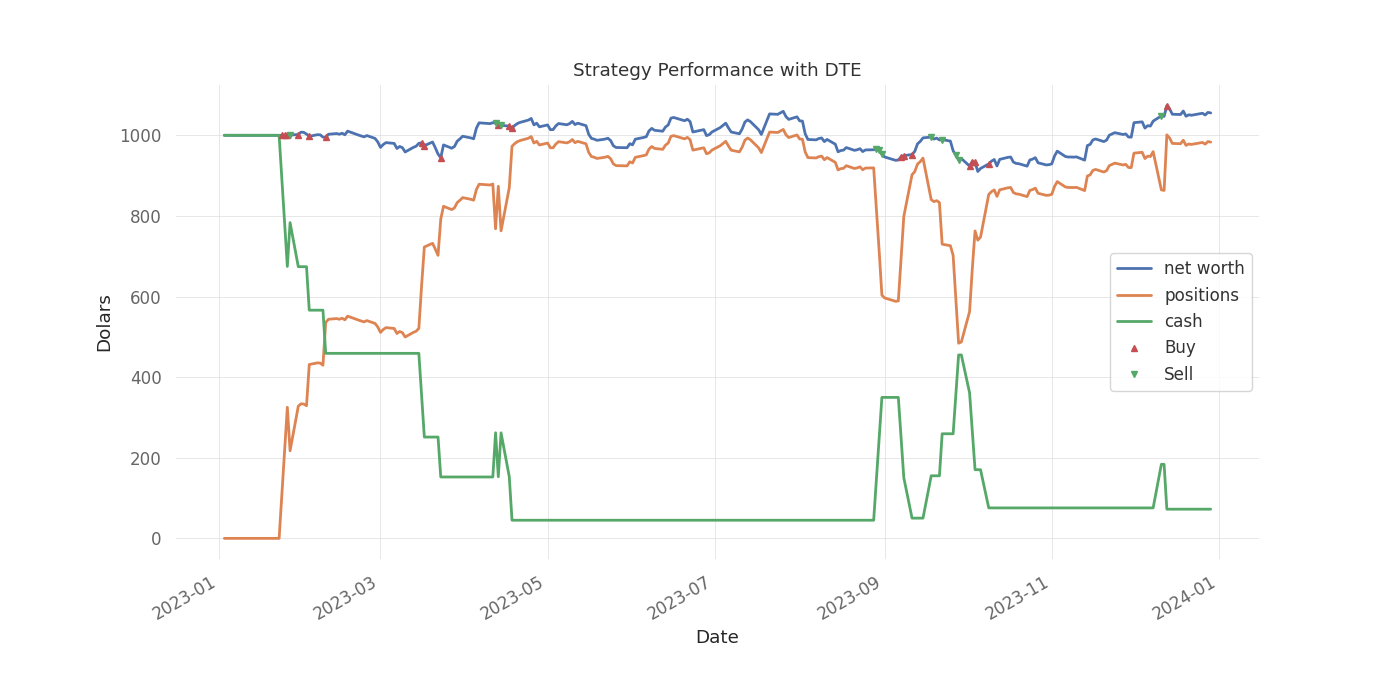 Strategy Performance with DTE
Dolars
1000
800
600
400
200
0
net worth
positions
cash
Buy
Sell
2023-01
2023-03
2023-05
2023-07
2023-09
2023-11
2024-01
Date